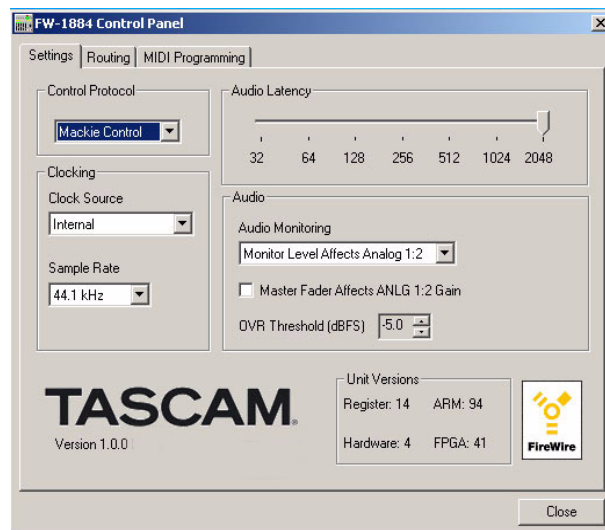 FW-1884 Control Panel
Settings
Routing
MIDI Programming
Control Protocol
Mackie Control
Audio Latency
32 64 128 256 512 1024 2048
Clocking
Clock Source
Internal
Sample Rate
44.1 kHz
Audio
Audio Monitoring
Monitor Level Affects Analog 1:2
Master Fader Affects ANLG 1:2 Gain
OVR Threshold (dBFS) -5.0
TASCAM.
Version 1.0.0
Unit Versions
Register: 14 ARM: 94
Hardware: 4 FPGA: 41
FireWire
Close